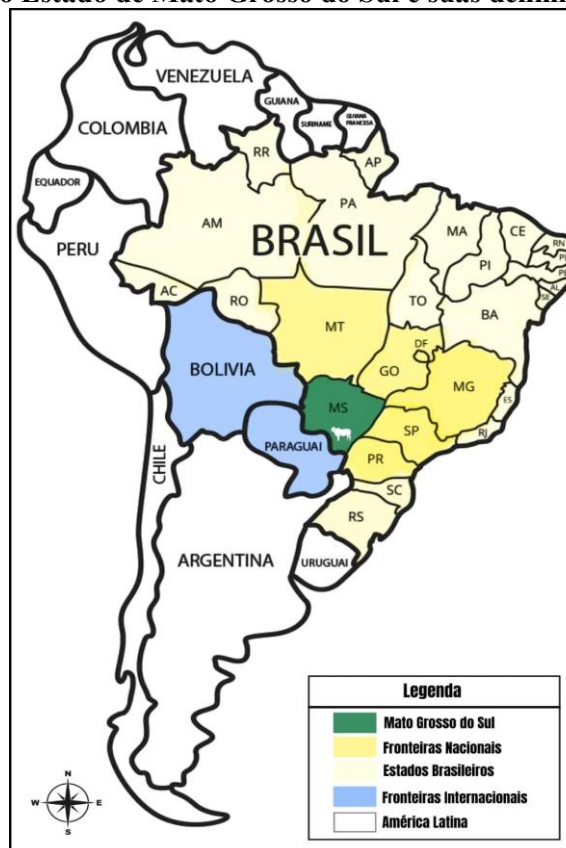 o Estado de Mato Grosso do Sul e suas
VENEZUELA
GUIANA
SURINAME
GUIANA
FRANCESA
COLOMBIA
RR
AP
EQUADOR
AM
PA
BRASIL
MA
CE
RN
PERU
PI
AC
RO
TO
AL
SE
BA
MT
BOLIVIA
DF
GO
MG
ES
MS
SP
RJ
PARAGUAI
PR
CHILE
SC
RS
ARGENTINA
URUGUAI
Legenda
Mato Grosso do Sul
Fronteiras Nacionais
Estados Brasileiros
Fronteiras Internacionais
América Latina
N
W E
S